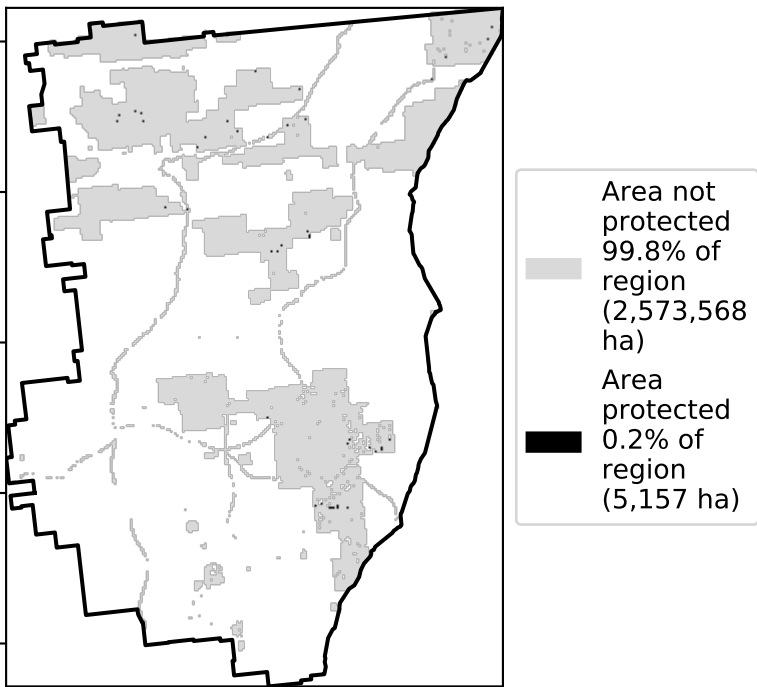 Area not
protected
99.8% of
region
(2,573,568
ha)
Area
protected
0.2% of
region
(5,157 ha)